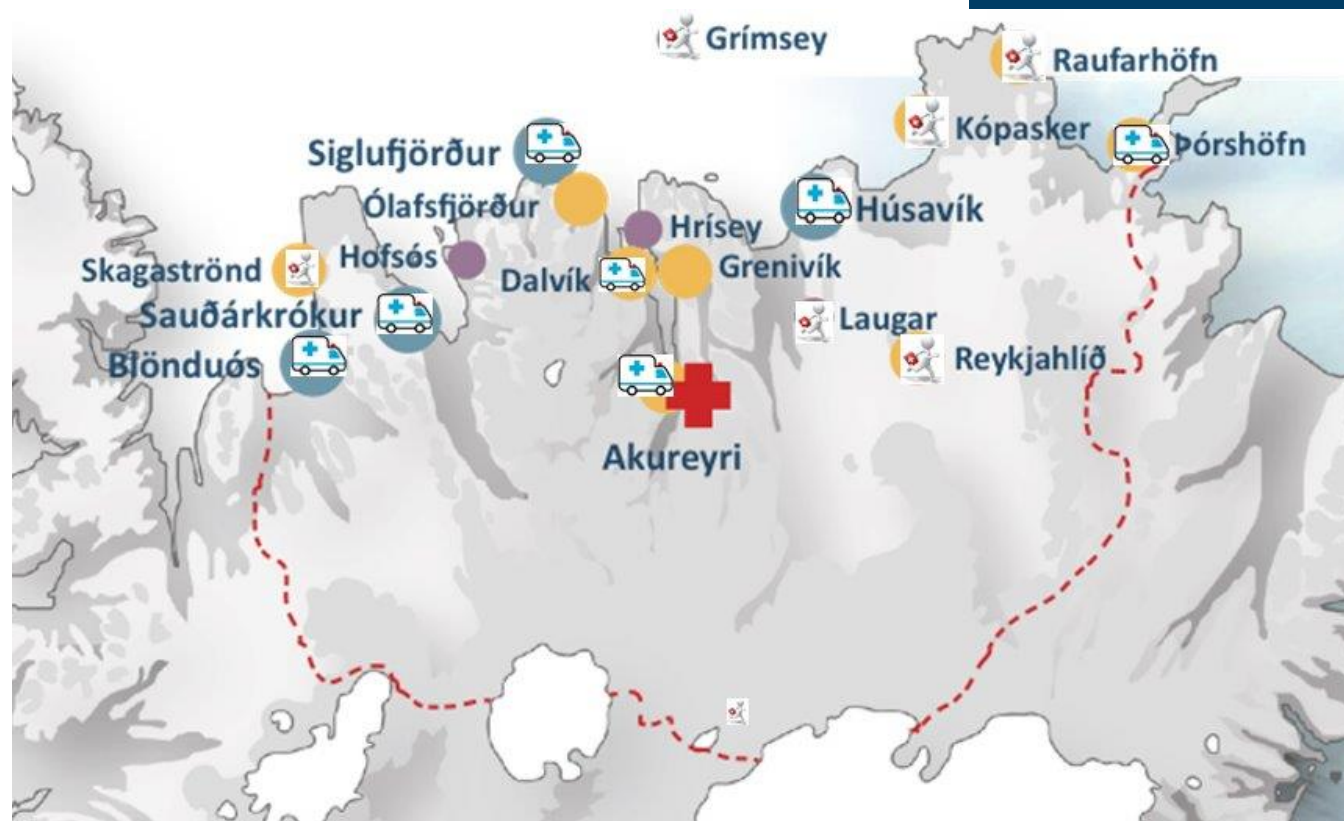 Grímsey
Raufarhöfn
Kópasker
Þórshöfn
Siglufjörður
Ólafsfjörður
Húsavík
Hrísey
Hofsós
Skagaströnd
Dalvík
Grenivík
Sauðárkrókur
Laugar
Blönduós
Reykjahlíð
Akureyri